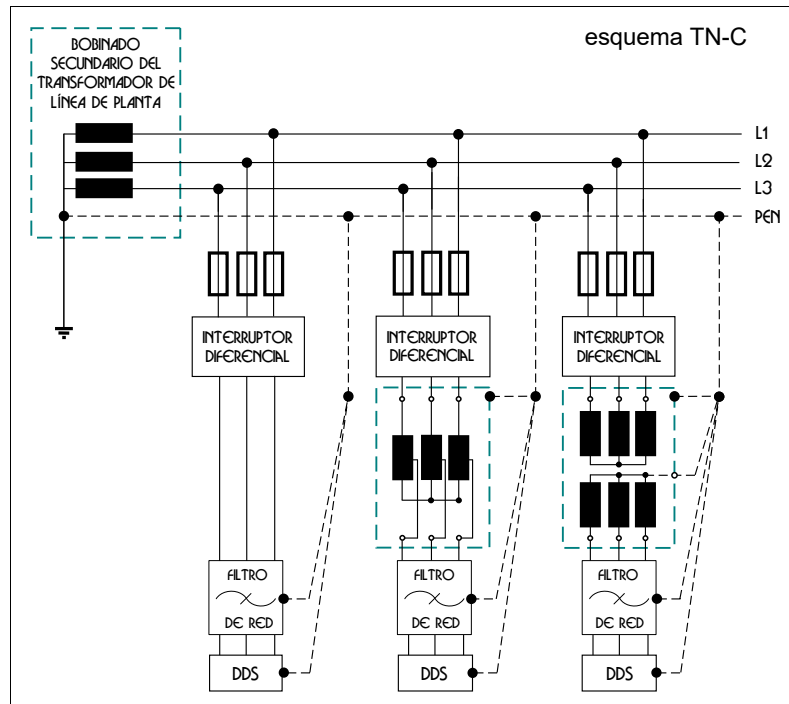 esquema TN-C
BOBINADO
SECUNDARIO DEL
TRANSFORMADOR DE
LÍNEA DE PLANTA
L1
L2
L3
PEN
INTERRUPTOR
DIFERENCIAL
INTERRUPTOR
DIFERENCIAL
INTERRUPTOR
DIFERENCIAL
FILTRO
DE RED
FILTRO
DE RED
FILTRO
DE RED
DDS
DDS
DDS